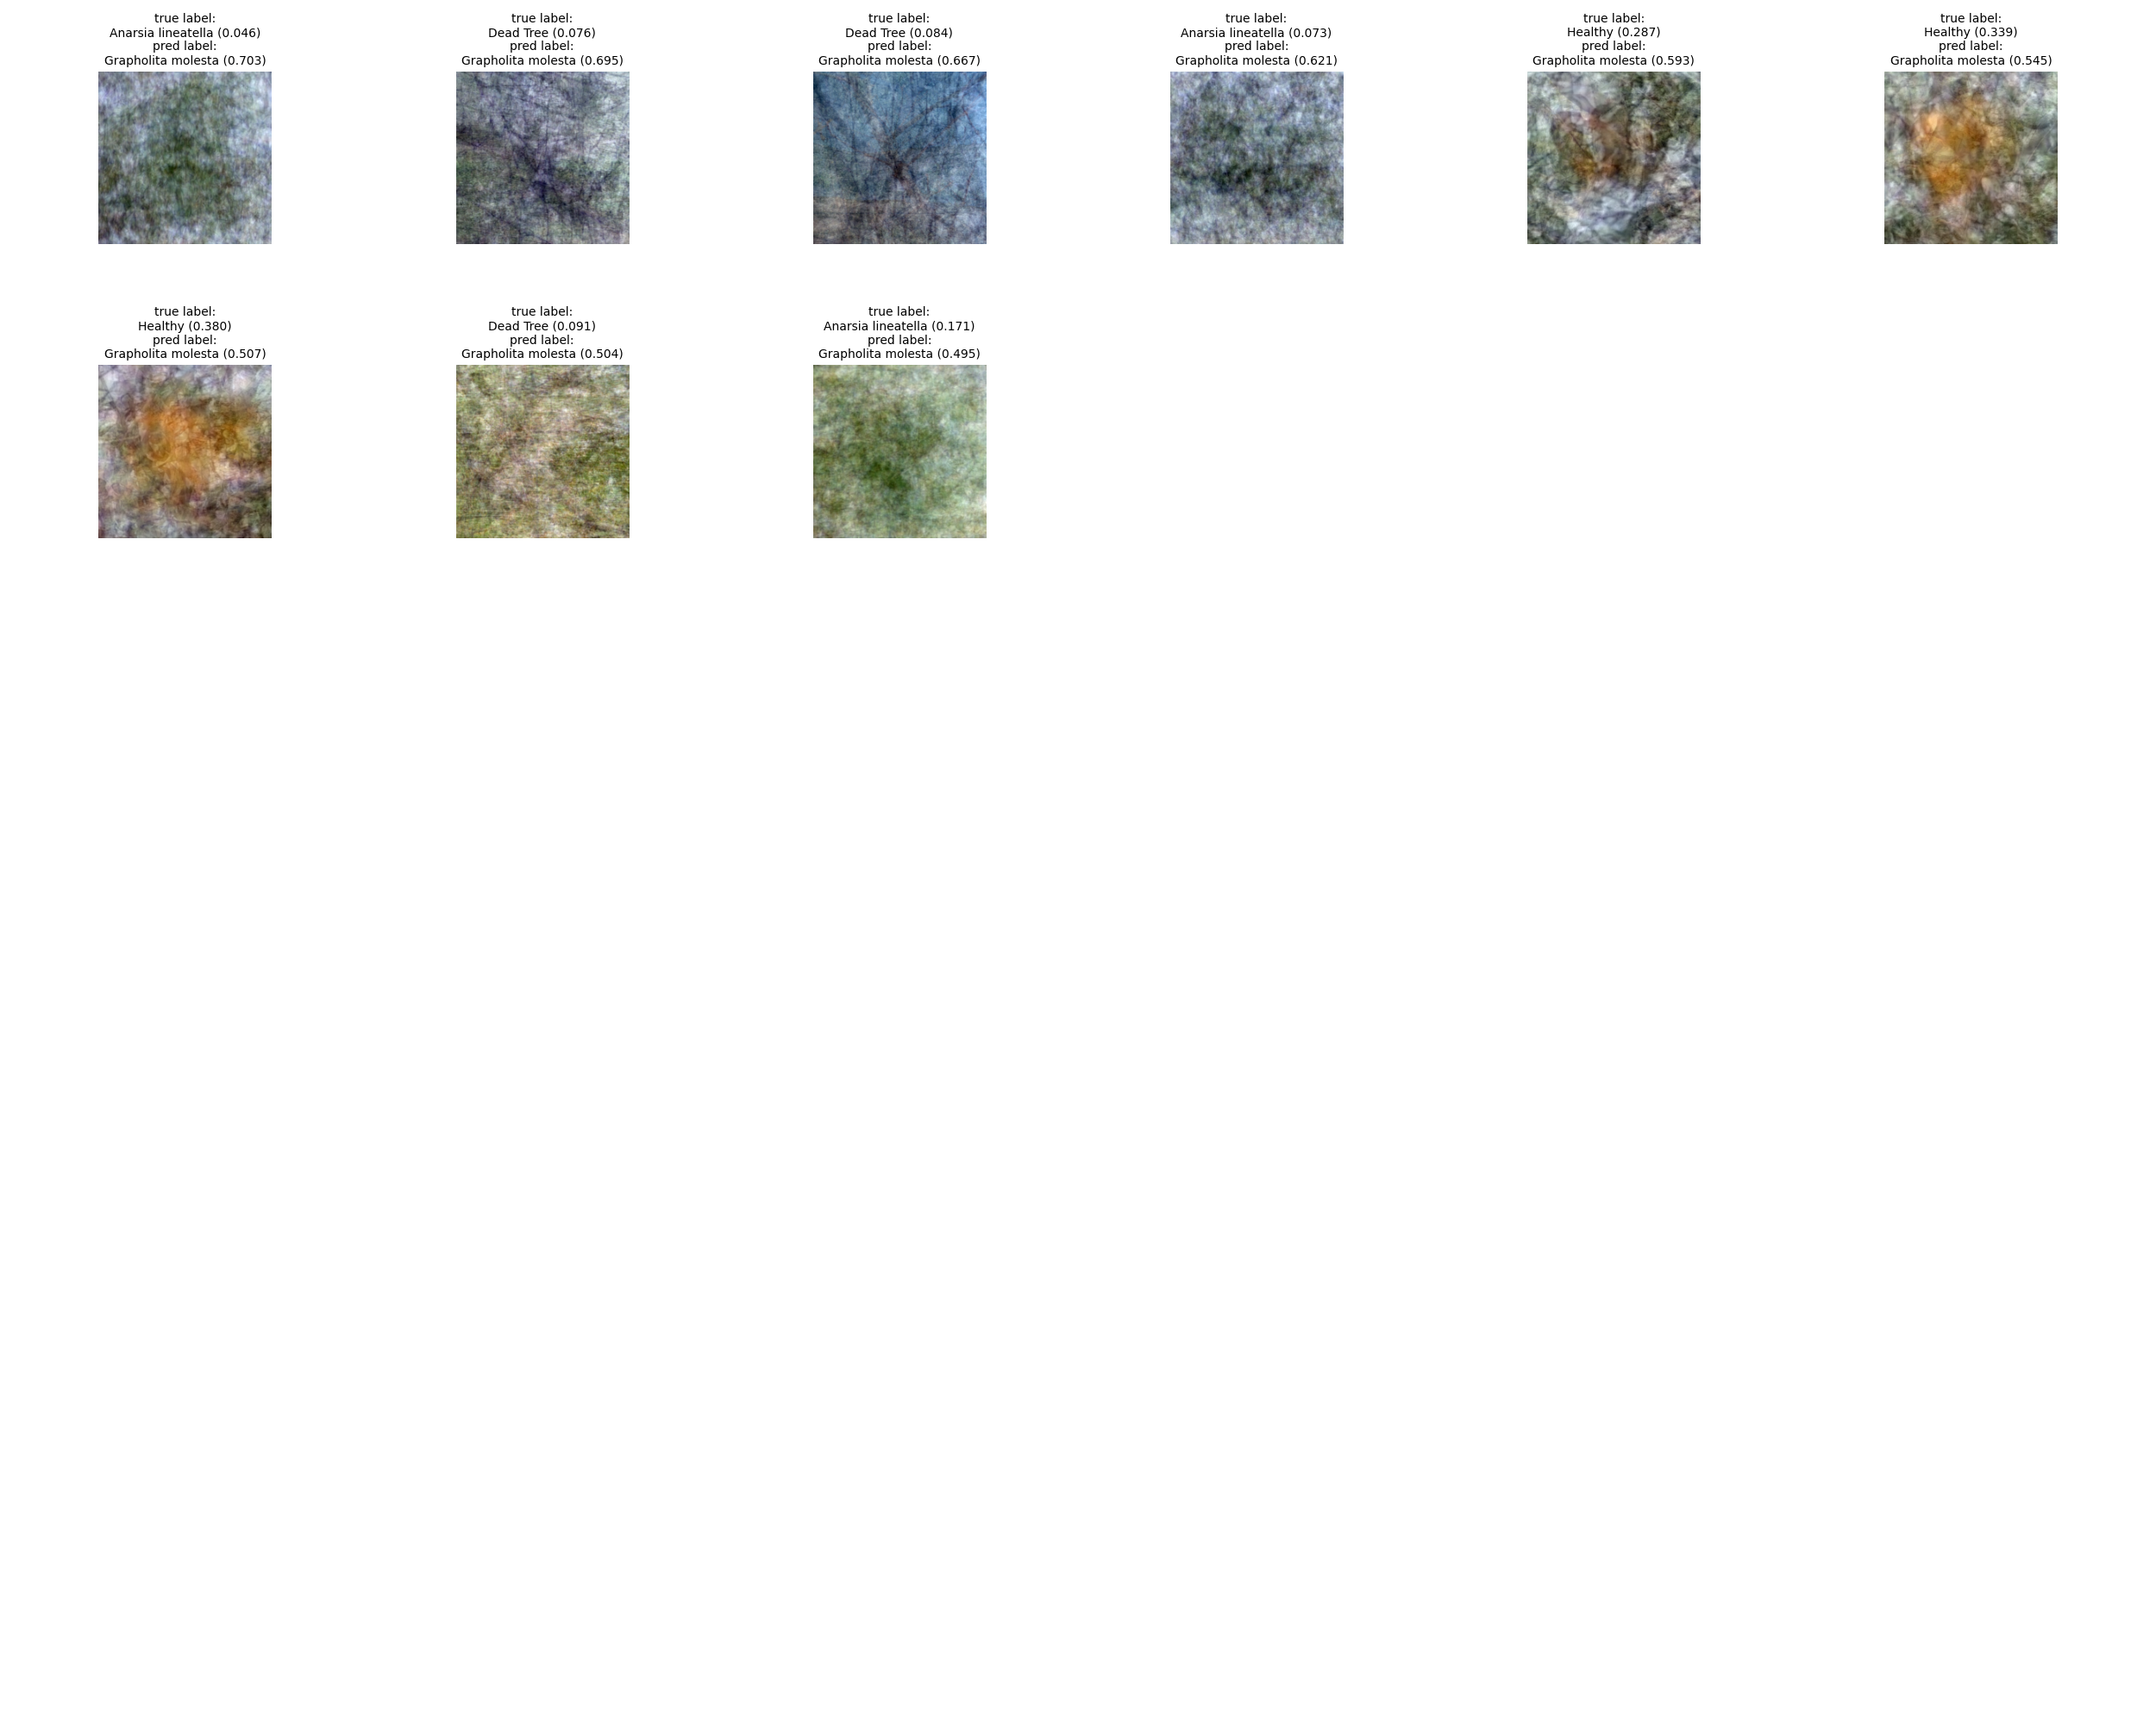 true label:
Anarsia lineatella (0.046)
pred label:
Grapholita molesta (0.703)
true label:
Dead Tree (0.076)
pred label:
Grapholita molesta (0.695)
true label:
Dead Tree (0.084)
pred label:
Grapholita molesta (0.667)
true label:
Anarsia lineatella (0.073)
pred label:
Grapholita molesta (0.621)
true label:
Healthy (0.287)
pred label:
Grapholita molesta (0.593)
true label:
Healthy (0.339)
pred label:
Grapholita molesta (0.545)
true label:
Healthy (0.380)
pred label:
Grapholita molesta (0.507)
true label:
Dead Tree (0.091)
pred label:
Grapholita molesta (0.504)
true label:
Anarsia lineatella (0.171)
pred label:
Grapholita molesta (0.495)